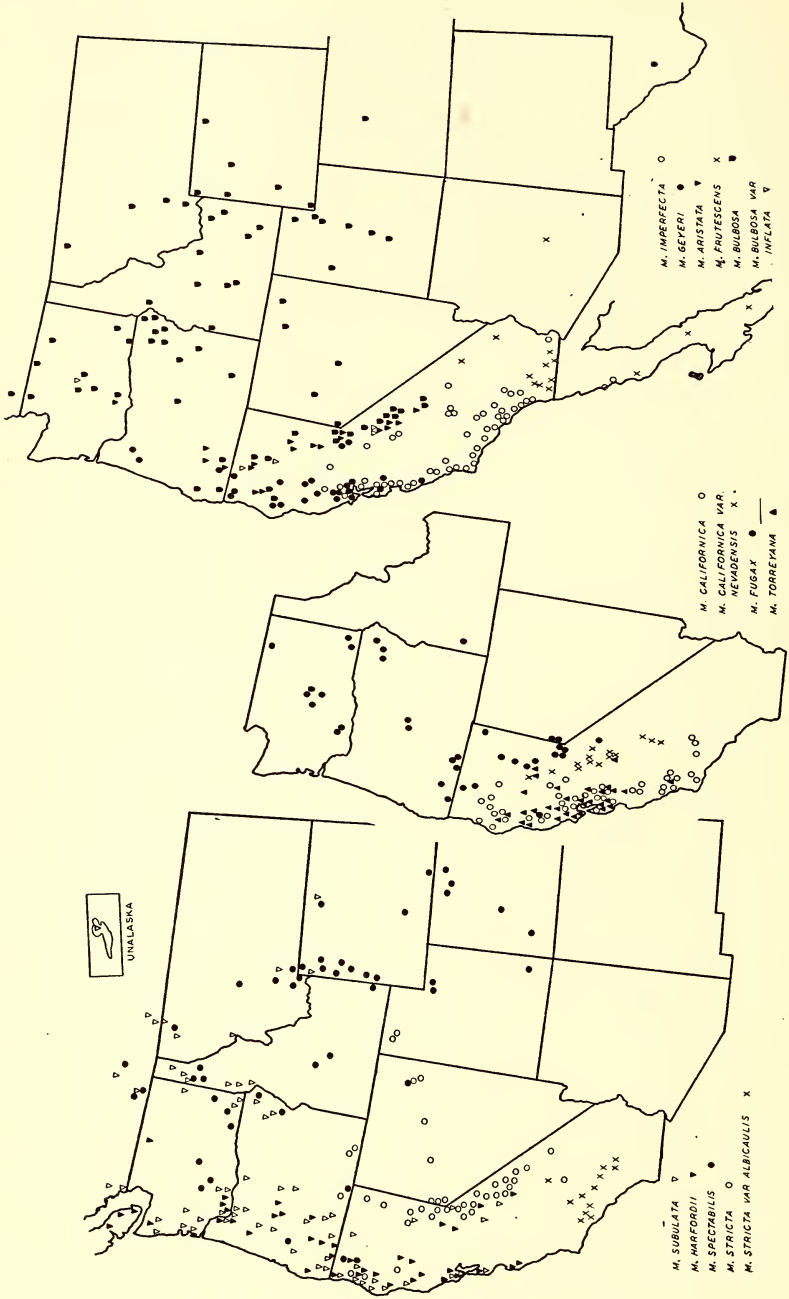 UNALASKA
M. SUBULATA ▽
M. HARFORDII ▼
M. SPECTABILIS ●
M. STRICTA ○
M. STRICTA VAR ALBICAULIS X
M. CALIFORNICA ○
M. CALIFORNICA VAR.
NEVADENSIS X
M. FUGAX ●
M. TORREYANA ▲
M. IMPERFECTA ○
M. GEYERI ●
M. ARISTATA ▼
M. FRUTESCENS X
M. BULBOSA
M. BULBOSA VAR
INFLATA ▽